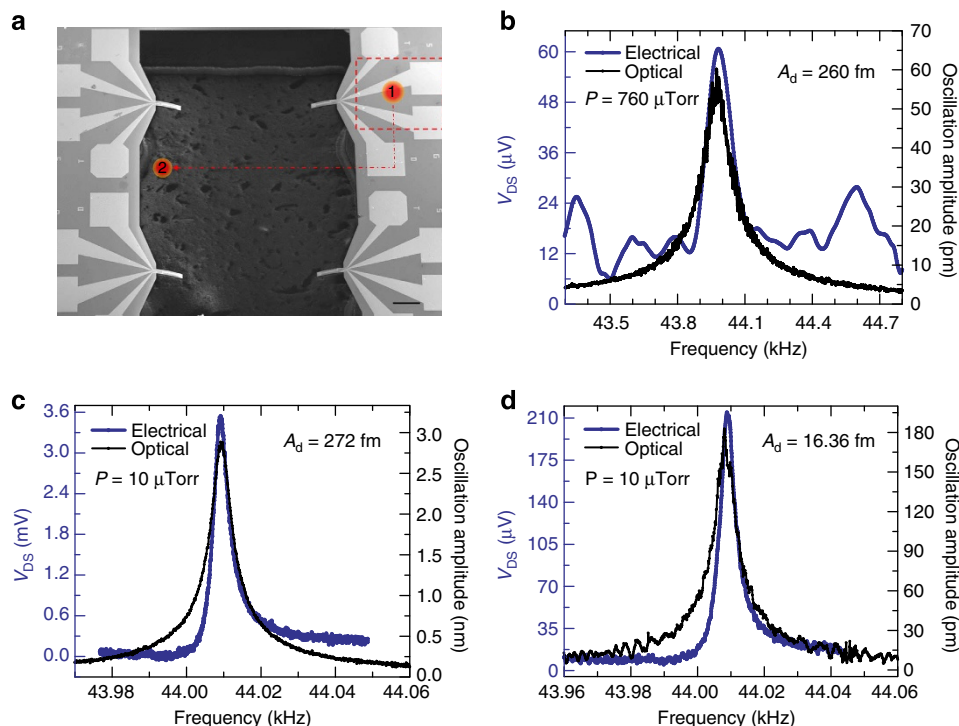 a
1
2
b
Electrical
Optical
A_d = 260 fm
P = 760 μTorr
V_DS (μV)
60
48
36
24
12
0
Oscillation amplitude (pm)
70
60
50
40
30
20
10
0
43.5 43.8 44.1 44.4 44.7
Frequency (kHz)
c
Electrical
Optical
A_d = 272 fm
P = 10 μTorr
V_DS (mV)
3.6
3.0
2.4
1.8
1.2
0.6
0.0
Oscillation amplitude (nm)
3.0
2.5
2.0
1.5
1.0
0.5
0.0
43.98 44.00 44.02 44.04 44.06
Frequency (kHz)
d
Electrical
Optical
A_d = 16.36 fm
P = 10 μTorr
V_DS (μV)
210
175
140
105
70
35
0
Oscillation amplitude (pm)
180
150
120
90
60
30
0
43.96 43.98 44.00 44.02 44.04 44.06
Frequency (kHz)